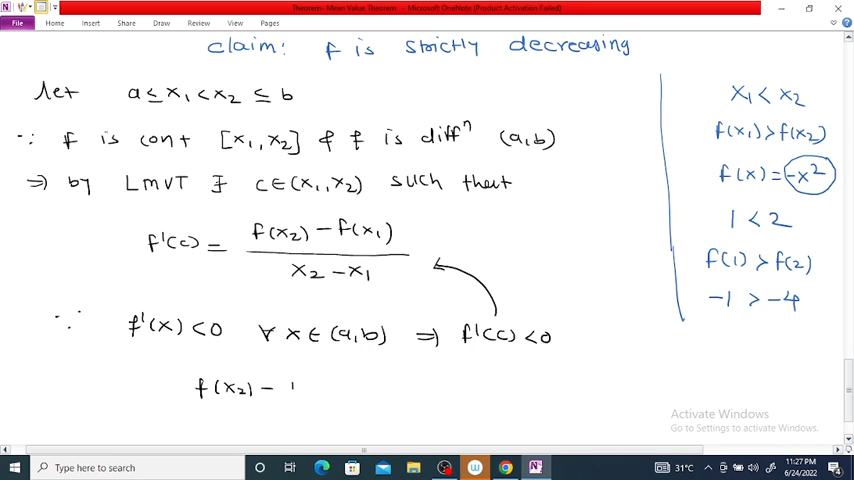 Theorem- Mean Value Theorem - Microsoft OneNote (Product Activation Failed)
File Home Insert Share Draw Review View Pages
claim: f is strictly decreasing
let a ≤ x₁ < x₂ ≤ b
∵ f is cont [x₁, x₂] & f is diffⁿ (a,b)
⇒ by LMVT ∃ c∈(x₁,x₂) such that
f'(c) = f(x₂) – f(x₁) / x₂ – x₁
∵ f'(x) < 0 ∀ x ∈ (a,b) ⇒ f'(c) < 0
f(x₂) –
x₁ < x₂
f(x₁) > f(x₂)
f(x) = -x²
1 < 2
f(1) > f(2)
-1 > -4
Activate Windows
Go to Settings to activate Windows.
Type here to search
31°C
11:27 PM
6/24/2022
4